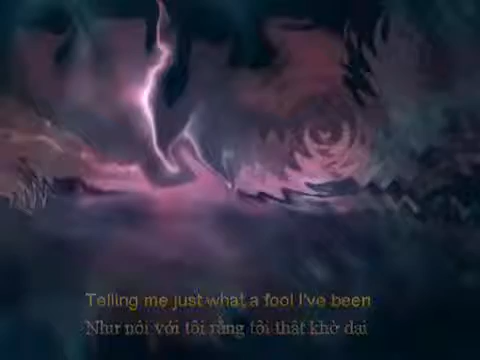 Telling me just what a fool I've been
Như nói với tôi rằng tôi thật khờ dại